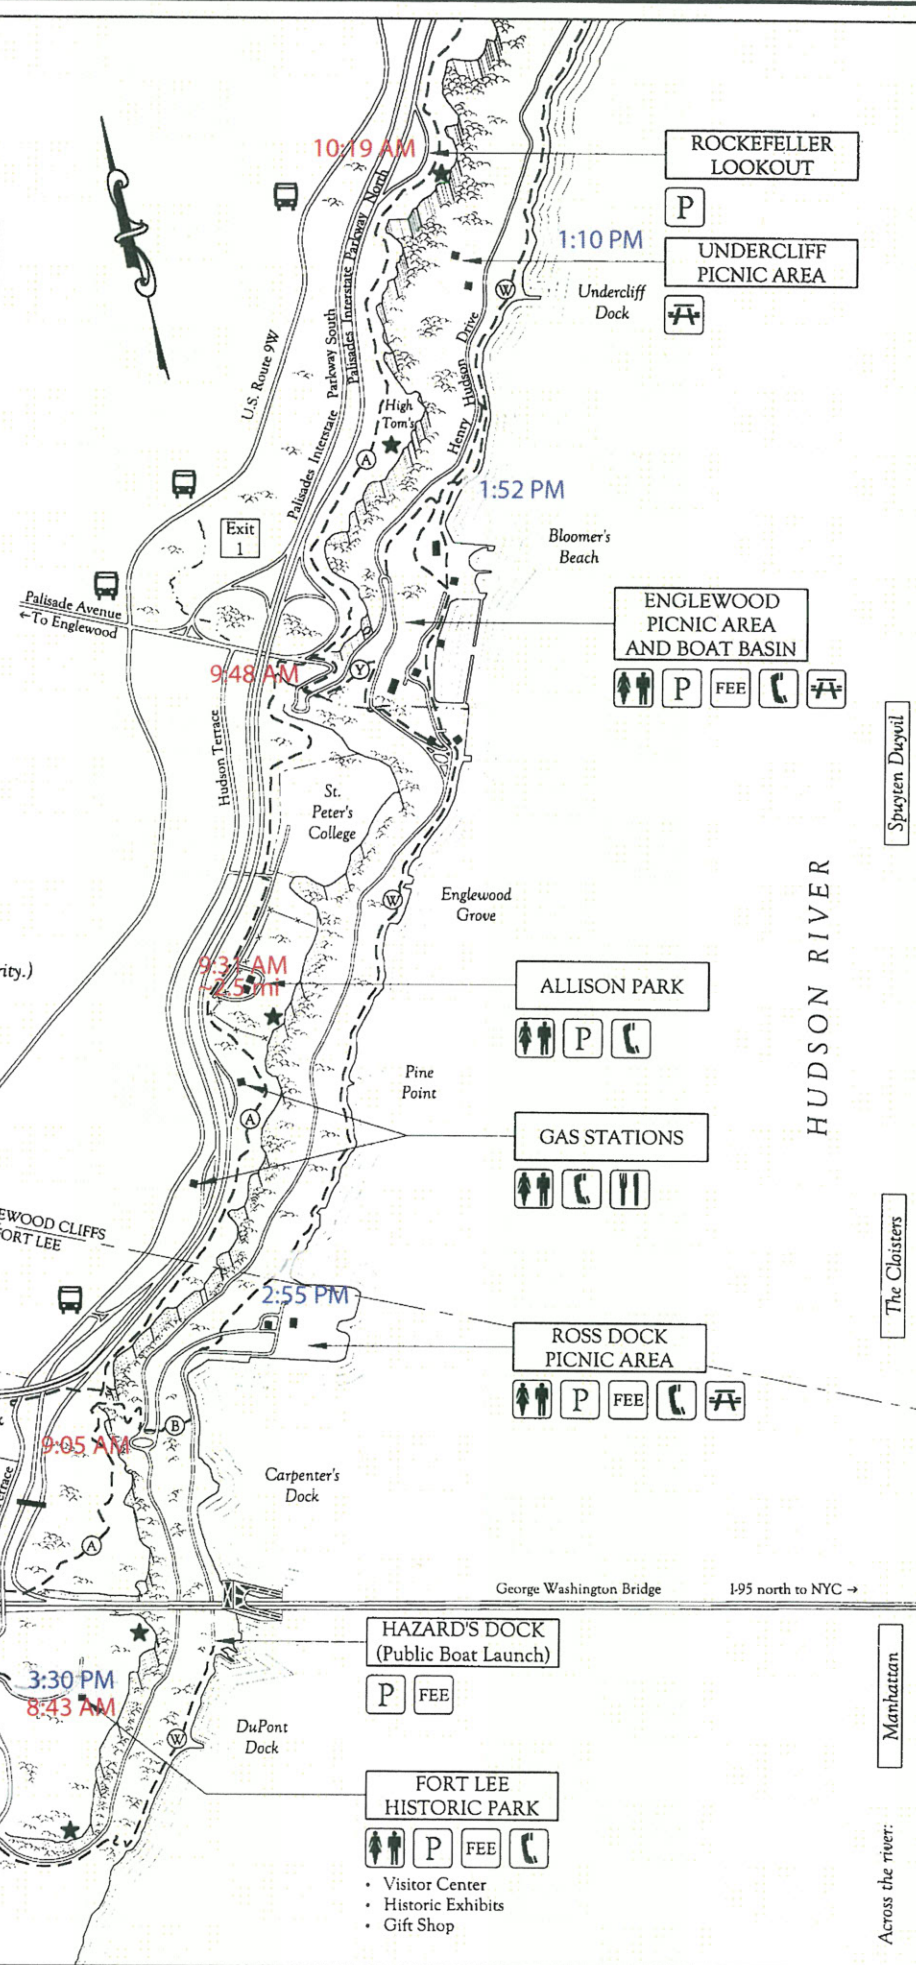 10:19 AM
ROCKEFELLER
LOOKOUT
P
1:10 PM
UNDERCLIFF
PICNIC AREA
Undercliff
Dock
Palisades Interstate Parkway North
Palisades Interstate Parkway South
U.S. Route 9W
Henry Hudson Drive
W
High
Tom's
A
1:52 PM
Exit
1
Bloomer's
Beach
Palisade Avenue
←To Englewood
ENGLEWOOD
PICNIC AREA
AND BOAT BASIN
P
FEE
9:48 AM
Y
Hudson Terrace
St.
Peter's
College
Spuyten Duyvil
W
Englewood
Grove
HUDSON RIVER
rity.)
9:31 AM
~2.5 mi
ALLISON PARK
P
Pine
Point
A
GAS STATIONS
EWOOD CLIFFS
ORT LEE
The Cloisters
2:55 PM
ROSS DOCK
PICNIC AREA
P
FEE
B
9:05 AM
Carpenter's
Dock
errace
A
George Washington Bridge
I-95 north to NYC →
HAZARD'S DOCK
(Public Boat Launch)
P
FEE
3:30 PM
8:43 AM
Manhattan
DuPont
Dock
W
FORT LEE
HISTORIC PARK
P
FEE
• Visitor Center
• Historic Exhibits
• Gift Shop
Across the river: